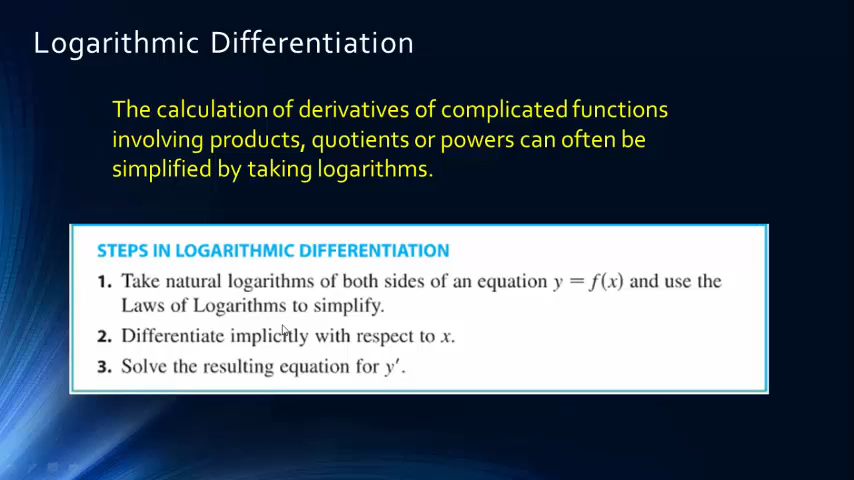 Logarithmic Differentiation
The calculation of derivatives of complicated functions
involving products, quotients or powers can often be
simplified by taking logarithms.
STEPS IN LOGARITHMIC DIFFERENTIATION
1. Take natural logarithms of both sides of an equation y = f(x) and use the
Laws of Logarithms to simplify.
2. Differentiate implicitly with respect to x.
3. Solve the resulting equation for y′.